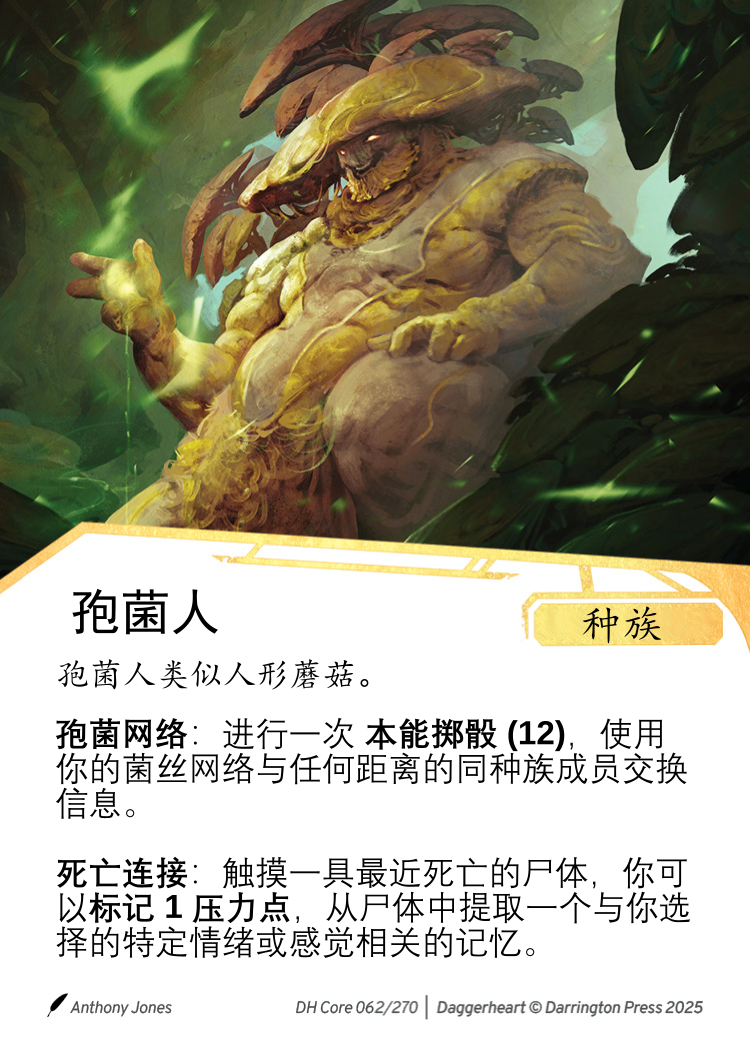 孢菌人
种族
孢菌人类似人形蘑菇。
孢菌网络：进行一次 本能掷骰 (12)，使用
你的菌丝网络与任何距离的同种族成员交换
信息。
死亡连接：触摸一具最近死亡的尸体，你可
以标记 1 压力点，从尸体中提取一个与你选
择的特定情绪或感觉相关的记忆。
Anthony Jones
DH Core 062/270 | Daggerheart © Darrington Press 2025